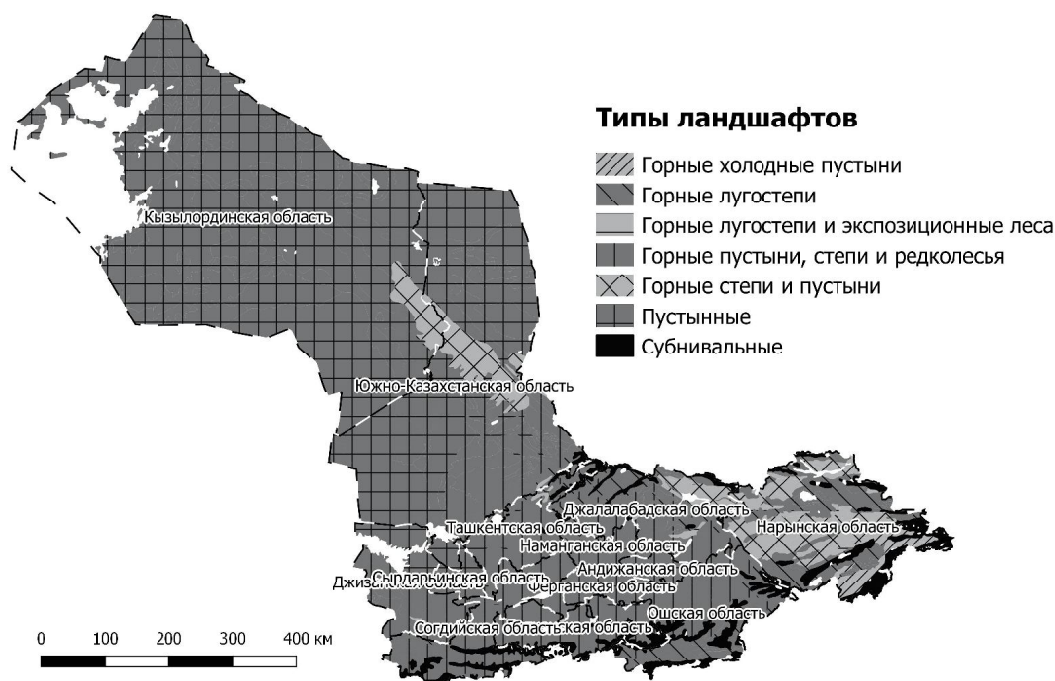 Типы ландшафтов
Горные холодные пустыни
Горные лугостепи
Горные лугостепи и экспозиционные леса
Горные пустыни, степи и редколесья
Горные степи и пустыни
Пустынные
Субнивальные
Кызылординская область
Южно-Казахстанская область
Джалалабадская область
Ташкентская область
Нарынская область
Наманганская область
Андижанская область
Сырдарьинская область
Ферганская область
Ошская область
Согдийская область
область
0 100 200 300 400 км